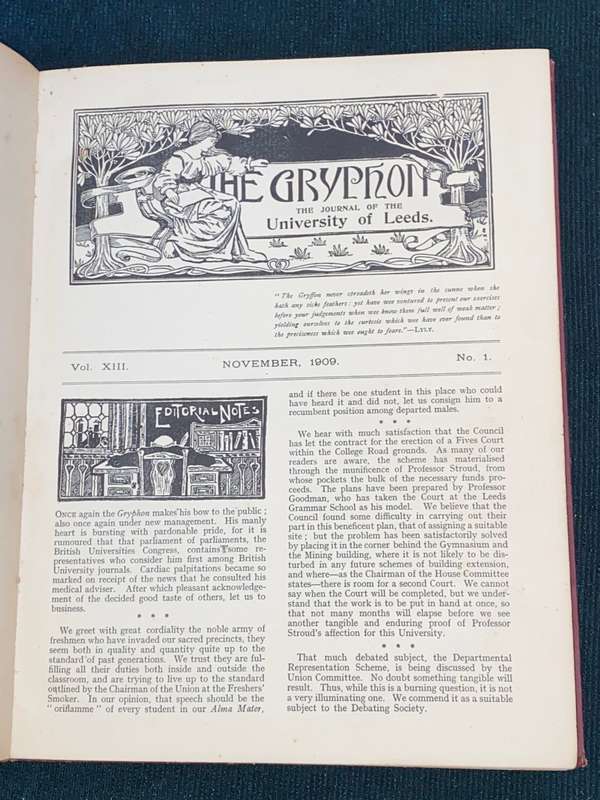 THE GRYPHON
THE JOURNAL OF THE
University of Leeds.
"The Gryffon never spreadeth her wings in the sunne when she
hath any sicke feathers: yet have wee ventured to present our exercises
before your judgements when wee know them full well of weak matter;
yielding ourselves to the curtesie which wee have ever found than to
the preciseness which wee ought to feare."—LYLY.
Vol. XIII. NOVEMBER, 1909. No. 1.
EDITORIAL NOTES
ONCE again the Gryphon makes his bow to the public;
also once again under new management. His manly
heart is bursting with pardonable pride, for it is
rumoured that that parliament of parliaments, the
British Universities Congress, contains some re-
presentatives who consider him first among British
University journals. Cardiac palpitations became so
marked on receipt of the news that he consulted his
medical adviser. After which pleasant acknowledge-
ment of the decided good taste of others, let us to
business.
* * *
We greet with great cordiality the noble army of
freshmen who have invaded our sacred precincts, they
seem both in quality and quantity quite up to the
standard of past generations. We trust they are ful-
filling all their duties both inside and outside the
classroom, and are trying to live up to the standard
outlined by the Chairman of the Union at the Freshers'
Smoker. In our opinion, that speech should be the
"oriflamme" of every student in our Alma Mater,
and if there be one student in this place who could
have heard it and did not, let us consign him to a
recumbent position among departed males.
* * *
We hear with much satisfaction that the Council
has let the contract for the erection of a Fives Court
within the College Road grounds. As many of our
readers are aware, the scheme has materialised
through the munificence of Professor Stroud, from
whose pockets the bulk of the necessary funds pro-
ceeds. The plans have been prepared by Professor
Goodman, who has taken the Court at the Leeds
Grammar School as his model. We believe that the
Council found some difficulty in carrying out their
part in this beneficent plan, that of assigning a suitable
site; but the problem has been satisfactorily solved
by placing it in the corner behind the Gymnasium and
the Mining building, where it is not likely to be dis-
turbed in any future schemes of building extension,
and where—as the Chairman of the House Committee
states—there is room for a second Court. We cannot
say when the Court will be completed, but we under-
stand that the work is to be put in hand at once, so
that not many months will elapse before we see
another tangible and enduring proof of Professor
Stroud's affection for this University.
* * *
That much debated subject, the Departmental
Representation Scheme, is being discussed by the
Union Committee. No doubt something tangible will
result. Thus, while this is a burning question, it is not
a very illuminating one. We commend it as a suitable
subject to the Debating Society.